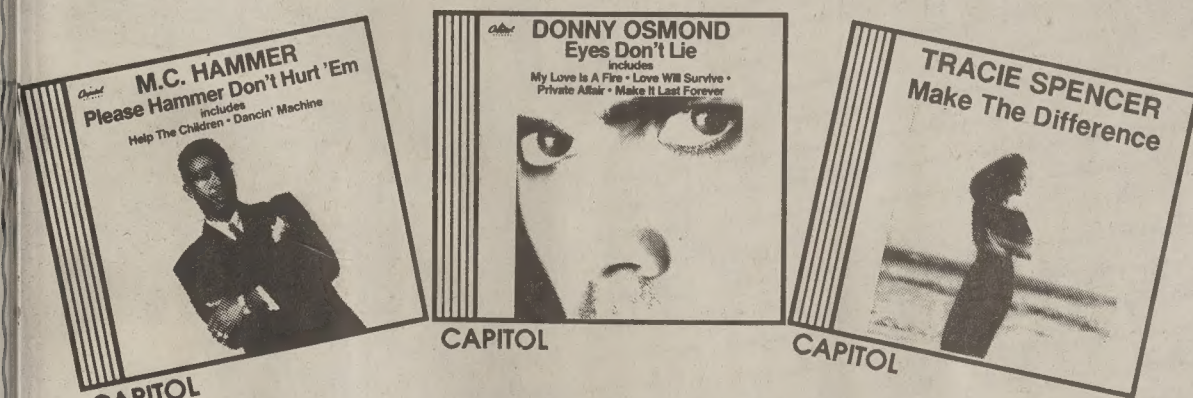 Capitol
M.C. HAMMER
Please Hammer Don't Hurt 'Em
includes
Help The Children • Dancin' Machine
CAPITOL
Capitol
DONNY OSMOND
Eyes Don't Lie
includes
My Love Is A Fire • Love Will Survive •
Private Affair • Make It Last Forever
CAPITOL
TRACIE SPENCER
Make The Difference
CAPITOL